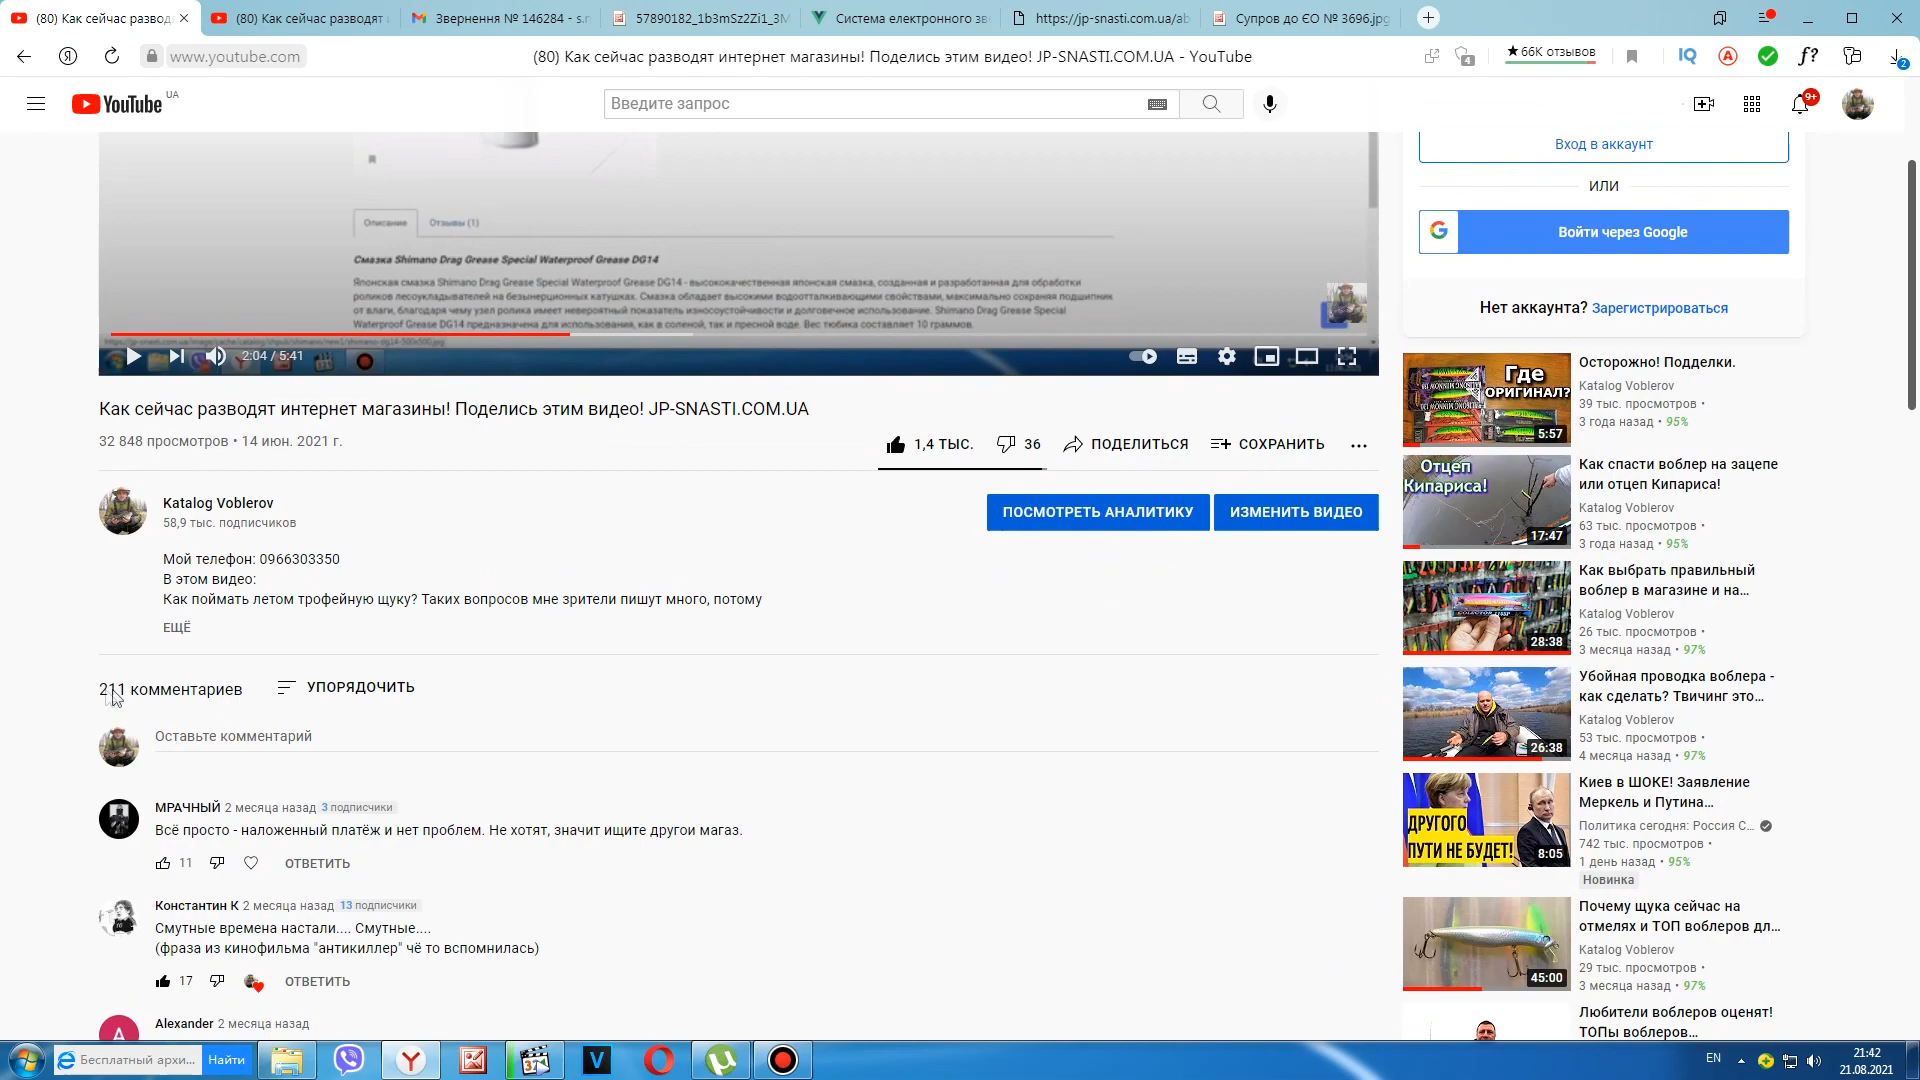 (80) Как сейчас развод
(80) Как сейчас разводят
Звернення № 146284 - s.
57890182_1b3mSz2Zi1_3M
Система електронного зв
https://jp-snasti.com.ua/ab
Супров до ЄО № 3696.jpg
www.youtube.com
(80) Как сейчас разводят интернет магазины! Поделись этим видео! JP-SNASTI.COM.UA - YouTube
★66K отзывов
YouTube UA
Введите запрос
9+
Вход в аккаунт
ИЛИ
Войти через Google
Нет аккаунта? Зарегистрироваться
Описание
Отзывы (1)
Смазка Shimano Drag Grease Special Waterproof Grease DG14
Японская смазка Shimano Drag Grease Special Waterproof Grease DG14 - высококачественная японская смазка, созданная и разработанная для обработки
роликов лесоукладывателей на безынерционных катушках. Смазка обладает высокими водоотталкивающими свойствами, максимально сохраняя подшипник
от влаги, благодаря чему узел ролика имеет невероятный показатель износоустойчивости и долговечное использование. Shimano Drag Grease Special
Waterproof Grease DG14 предназначена для использования, как в соленой, так и пресной воде. Вес тюбика составляет 10 граммов.
2:04 / 5:41
Как сейчас разводят интернет магазины! Поделись этим видео! JP-SNASTI.COM.UA
32 848 просмотров • 14 июн. 2021 г.
1,4 ТЫС.
36
ПОДЕЛИТЬСЯ
СОХРАНИТЬ
Katalog Voblerov
58,9 тыс. подписчиков
ПОСМОТРЕТЬ АНАЛИТИКУ
ИЗМЕНИТЬ ВИДЕО
Мой телефон: 0966303350
В этом видео:
Как поймать летом трофейную щуку? Таких вопросов мне зрители пишут много, потому
ЕЩЁ
211 комментариев
УПОРЯДОЧИТЬ
Оставьте комментарий
МРАЧНЫЙ 2 месяца назад 3 подписчики
Всё просто - наложенный платёж и нет проблем. Не хотят, значит ищите другои магаз.
11
ОТВЕТИТЬ
Константин К 2 месяца назад 13 подписчики
Смутные времена настали.... Смутные....
(фраза из кинофильма "антикиллер" чё то вспомнилась)
17
ОТВЕТИТЬ
Alexander 2 месяца назад
A
Где
ОРИГИНАЛ?
5:57
Осторожно! Подделки.
Katalog Voblerov
39 тыс. просмотров •
3 года назад • 95%
Отцеп
Кипариса!
17:47
Как спасти воблер на зацепе
или отцеп Кипариса!
Katalog Voblerov
63 тыс. просмотров •
3 года назад • 95%
28:38
Как выбрать правильный
воблер в магазине и на...
Katalog Voblerov
26 тыс. просмотров •
3 месяца назад • 97%
26:38
Убойная проводка воблера -
как сделать? Твичинг это...
Katalog Voblerov
53 тыс. просмотров •
4 месяца назад • 97%
ДРУГОГО
ПУТИ НЕ БУДЕТ!
8:05
Киев в ШОКЕ! Заявление
Меркель и Путина...
Политика сегодня: Россия С...
742 тыс. просмотров •
1 день назад • 95%
Новинка
45:00
Почему щука сейчас на
отмелях и ТОП воблеров дл...
Katalog Voblerov
29 тыс. просмотров •
3 месяца назад • 97%
Любители воблеров оценят!
ТОПы воблеров...
Бесплатный архи...
Найти
EN
21:42
21.08.2021